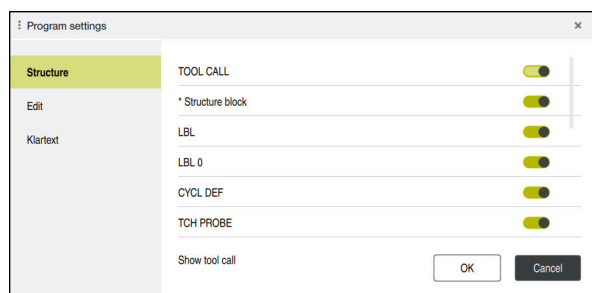 Program settings
Structure
Edit
Klartext
TOOL CALL
* Structure block
LBL
LBL 0
CYCL DEF
TCH PROBE
Show tool call
OK
Cancel